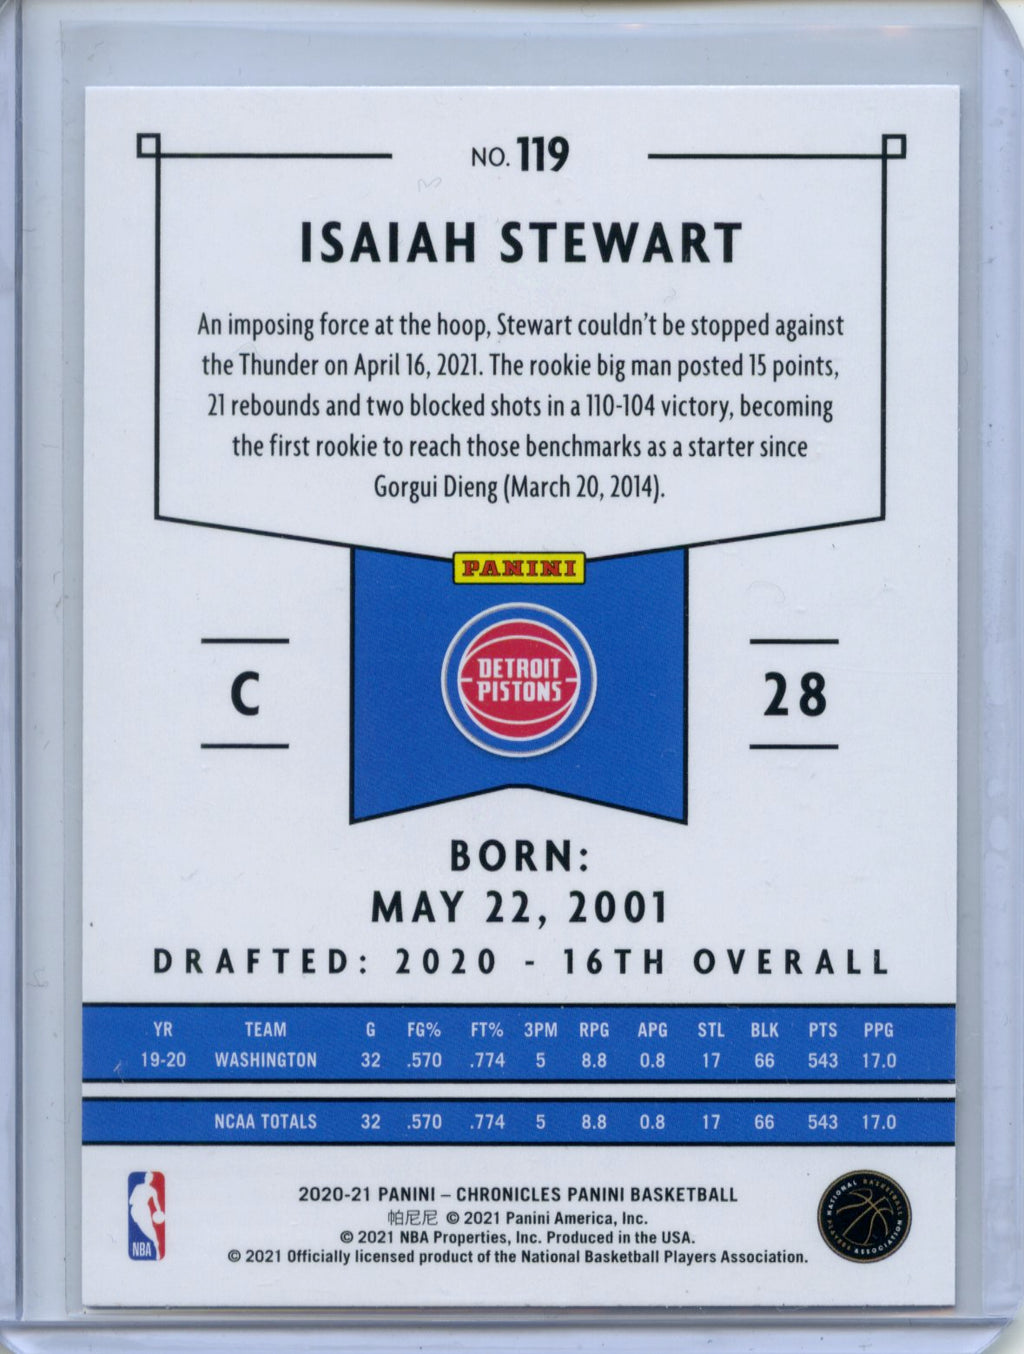 NO. 119
ISAIAH STEWART
An imposing force at the hoop, Stewart couldn't be stopped against
the Thunder on April 16, 2021. The rookie big man posted 15 points,
21 rebounds and two blocked shots in a 110-104 victory, becoming
the first rookie to reach those benchmarks as a starter since
Gorgui Dieng (March 20, 2014).
PANINI
DETROIT
PISTONS
C
28
BORN:
MAY 22, 2001
DRAFTED: 2020 - 16TH OVERALL
YR TEAM G FG% FT% 3PM RPG APG STL BLK PTS PPG
19-20 WASHINGTON 32 .570 .774 5 8.8 0.8 17 66 543 17.0
NCAA TOTALS 32 .570 .774 5 8.8 0.8 17 66 543 17.0
2020-21 PANINI – CHRONICLES PANINI BASKETBALL
帕尼尼 © 2021 Panini America, Inc.
© 2021 NBA Properties, Inc. Produced in the USA.
© 2021 Officially licensed product of the National Basketball Players Association.
NBA
NATIONAL BASKETBALL
PLAYERS ASSOCIATION